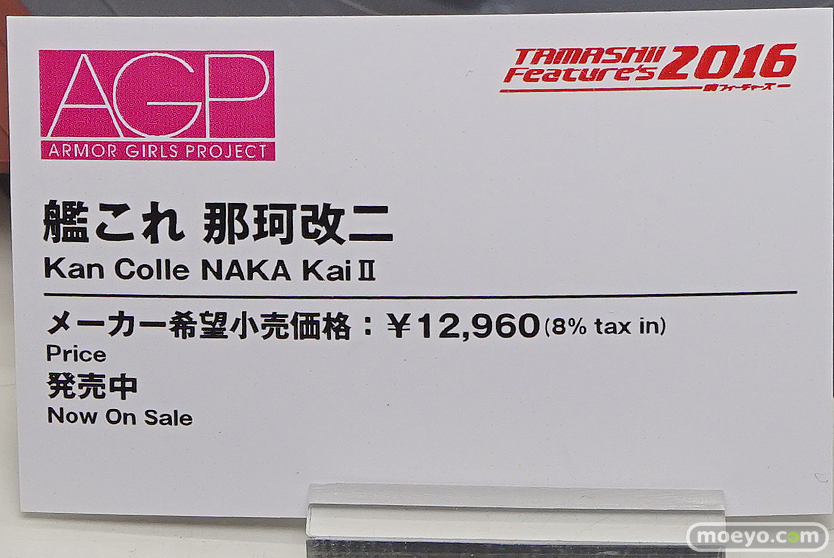 AGP
ARMOR GIRLS PROJECT
TAMASHII
Feature's 2016
魂フィーチャーズ
艦これ 那珂改二
Kan Colle NAKA Kai Ⅱ
メーカー希望小売価格：￥12,960(8% tax in)
Price
発売中
Now On Sale
moeyo.com